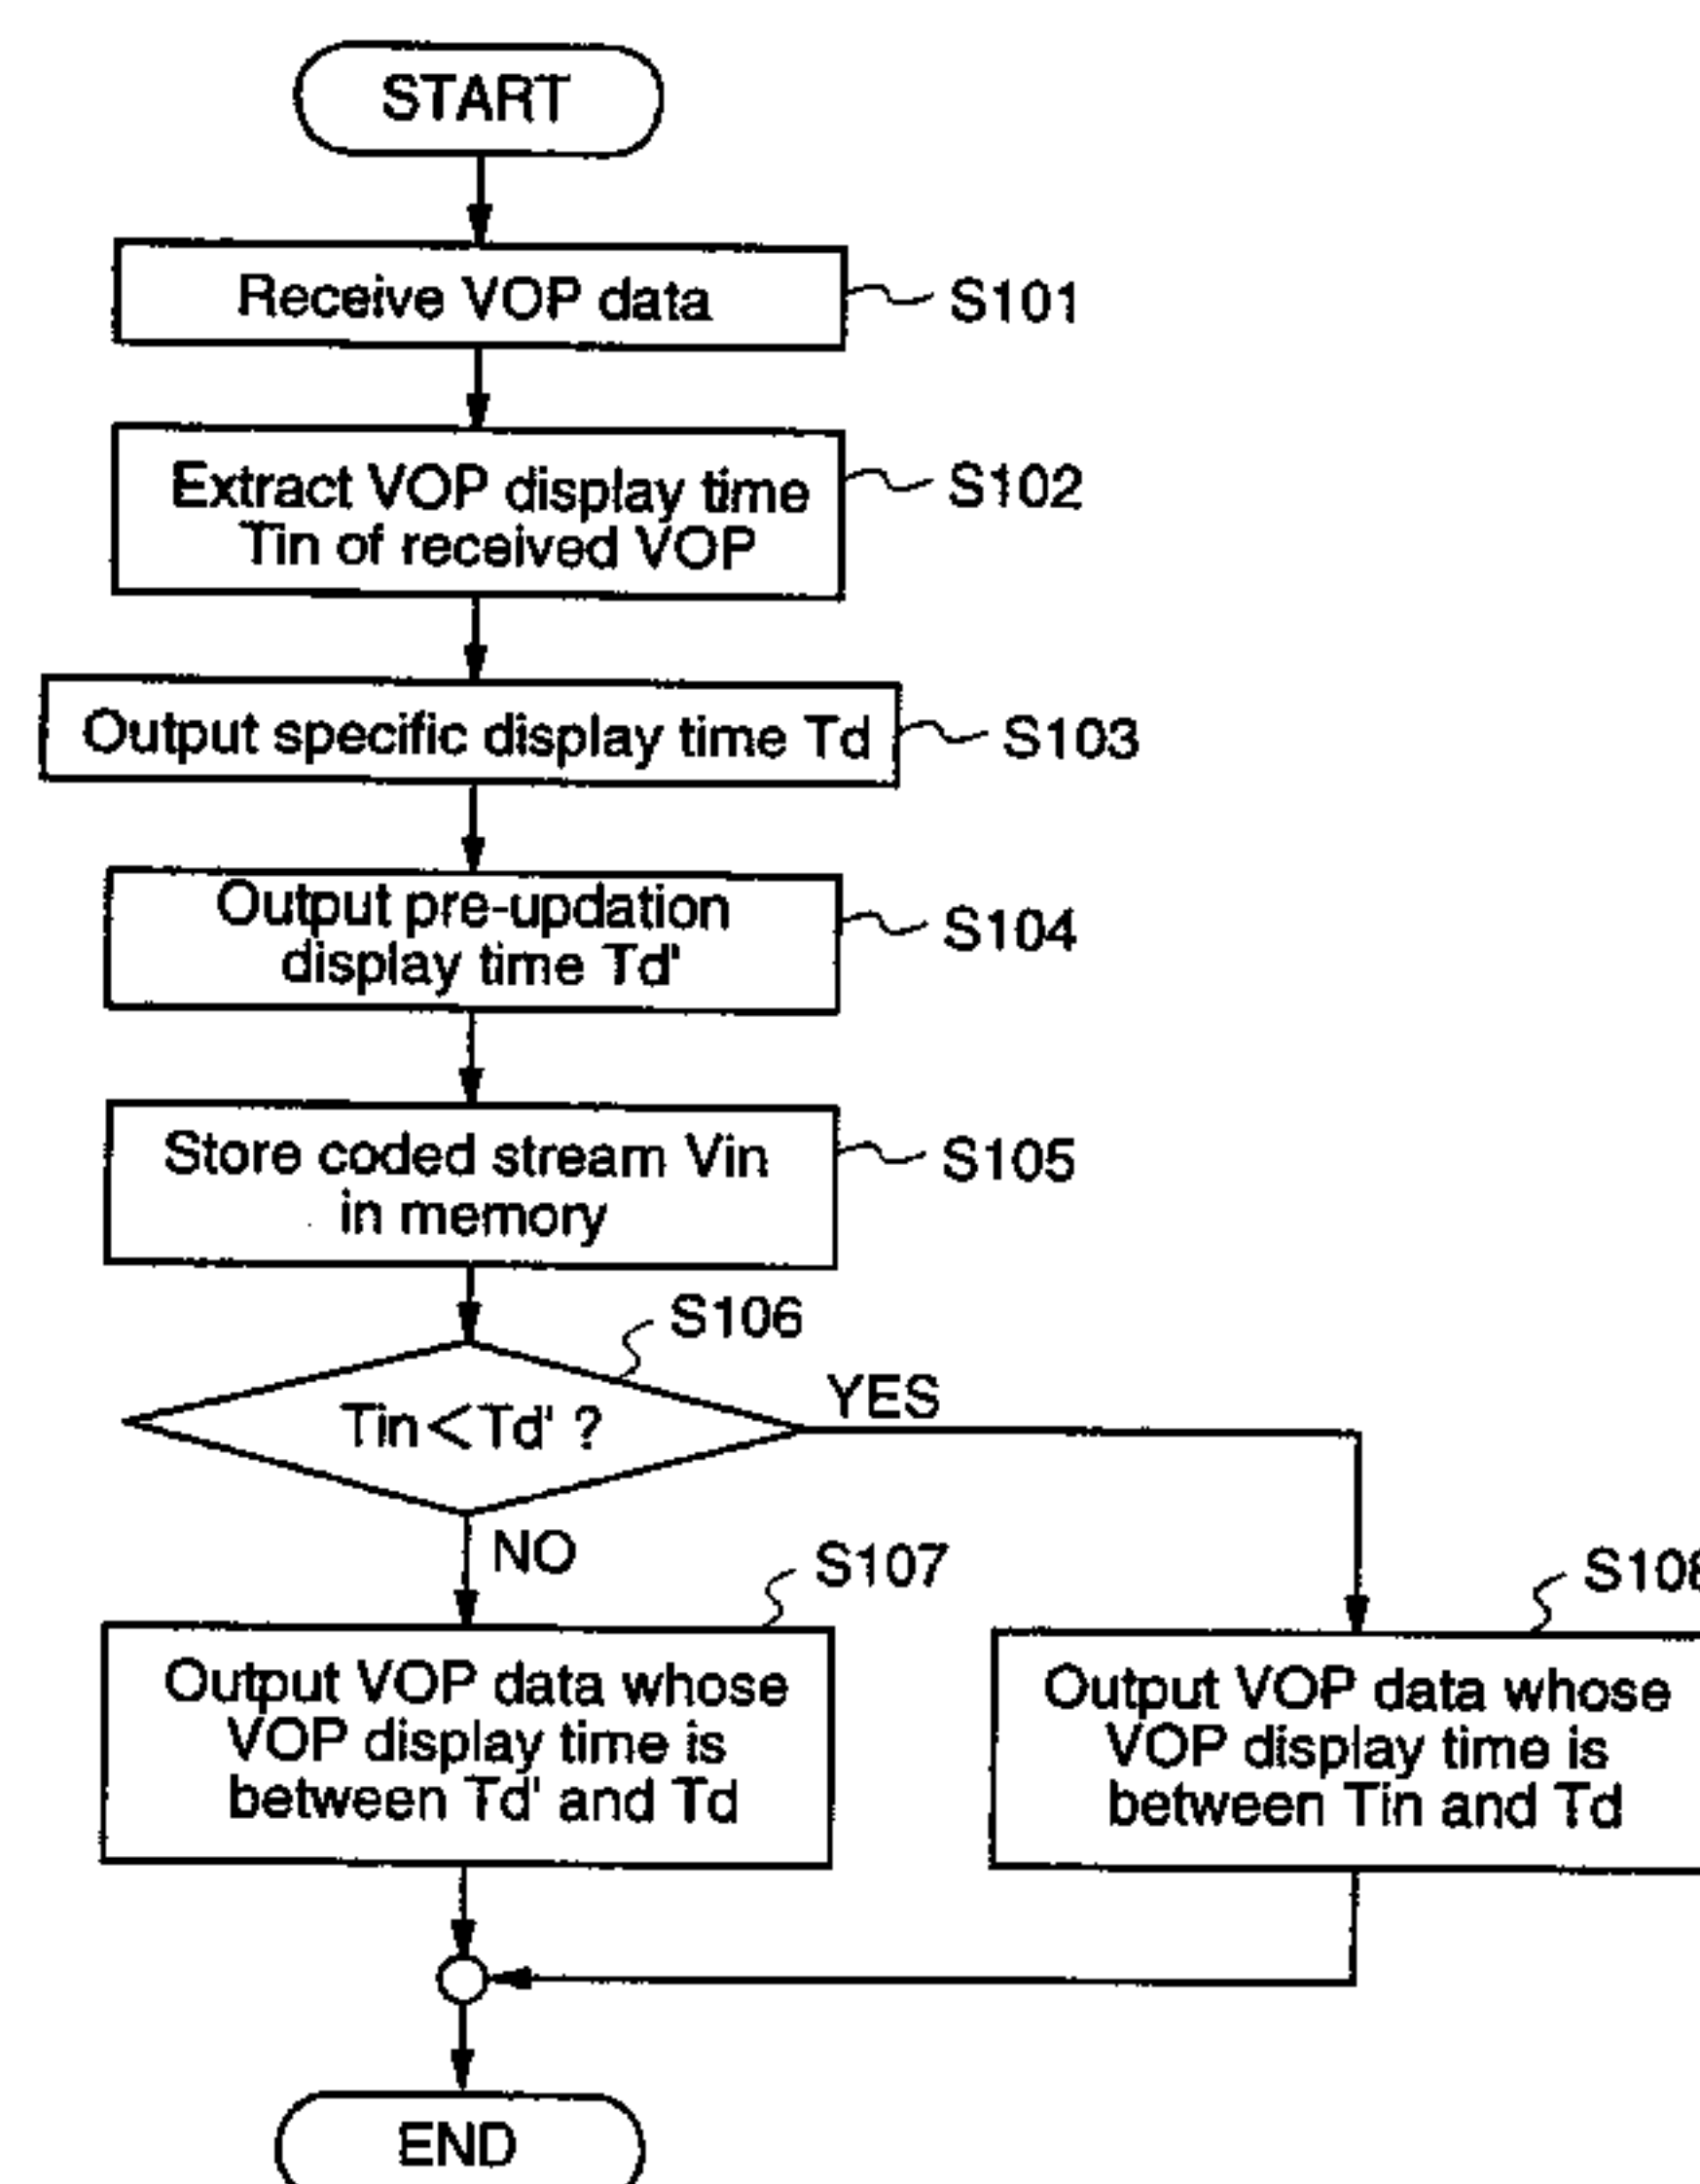 START
Receive VOP data
S101
Extract VOP display time
Tin of received VOP
S102
Output specific display time Td
S103
Output pre-updation
display time Td'
S104
Store coded stream Vin
in memory
S105
S106
Tin<Td' ?
YES
NO
S107
Output VOP data whose
VOP display time is
between Td' and Td
S108
Output VOP data whose
VOP display time is
between Tin and Td
END